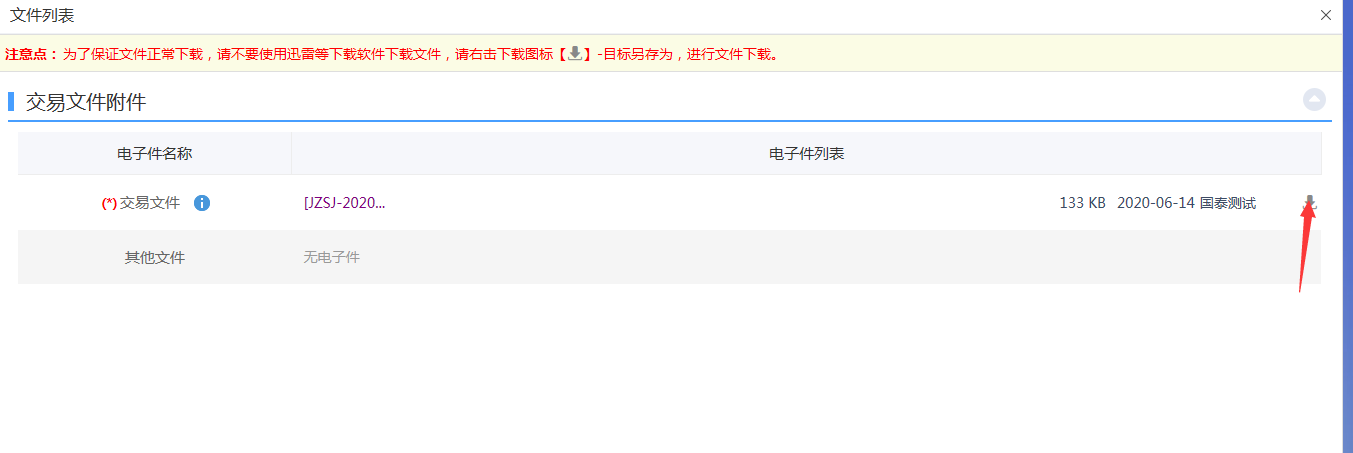 文件列表
注意点：为了保证文件正常下载，请不要使用迅雷等下载软件下载文件，请右击下载图标【】-目标另存为，进行文件下载。
交易文件附件
电子件名称 电子件列表
(*)交易文件 [JZSJ-2020... 133 KB 2020-06-14 国泰测试
其他文件 无电子件